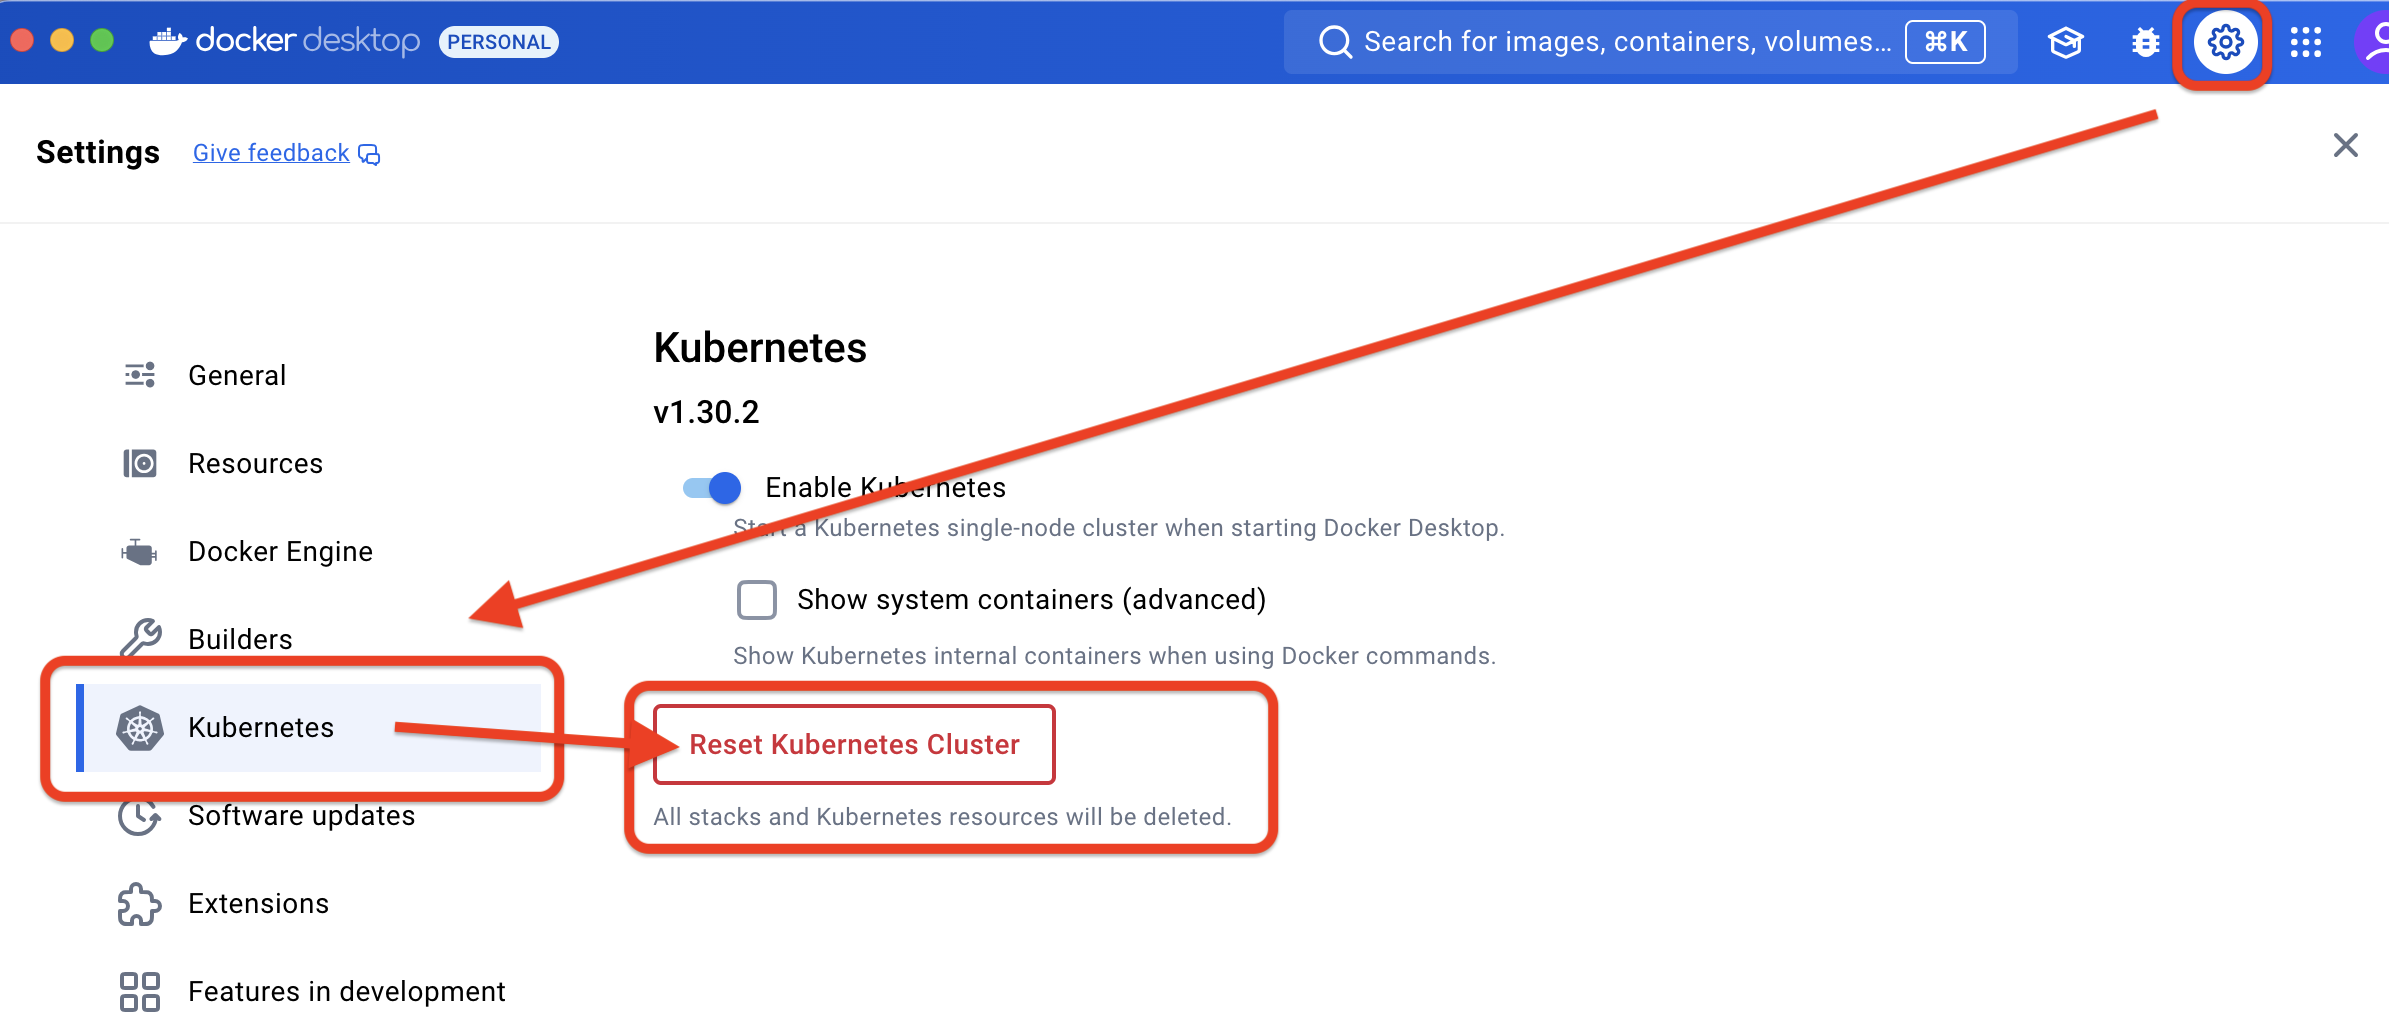 docker desktop PERSONAL
Search for images, containers, volumes... ⌘K
Settings Give feedback
Kubernetes
v1.30.2
Enable Kubernetes
Start a Kubernetes single-node cluster when starting Docker Desktop.
Show system containers (advanced)
Show Kubernetes internal containers when using Docker commands.
Reset Kubernetes Cluster
All stacks and Kubernetes resources will be deleted.
General
Resources
Docker Engine
Builders
Kubernetes
Software updates
Extensions
Features in development